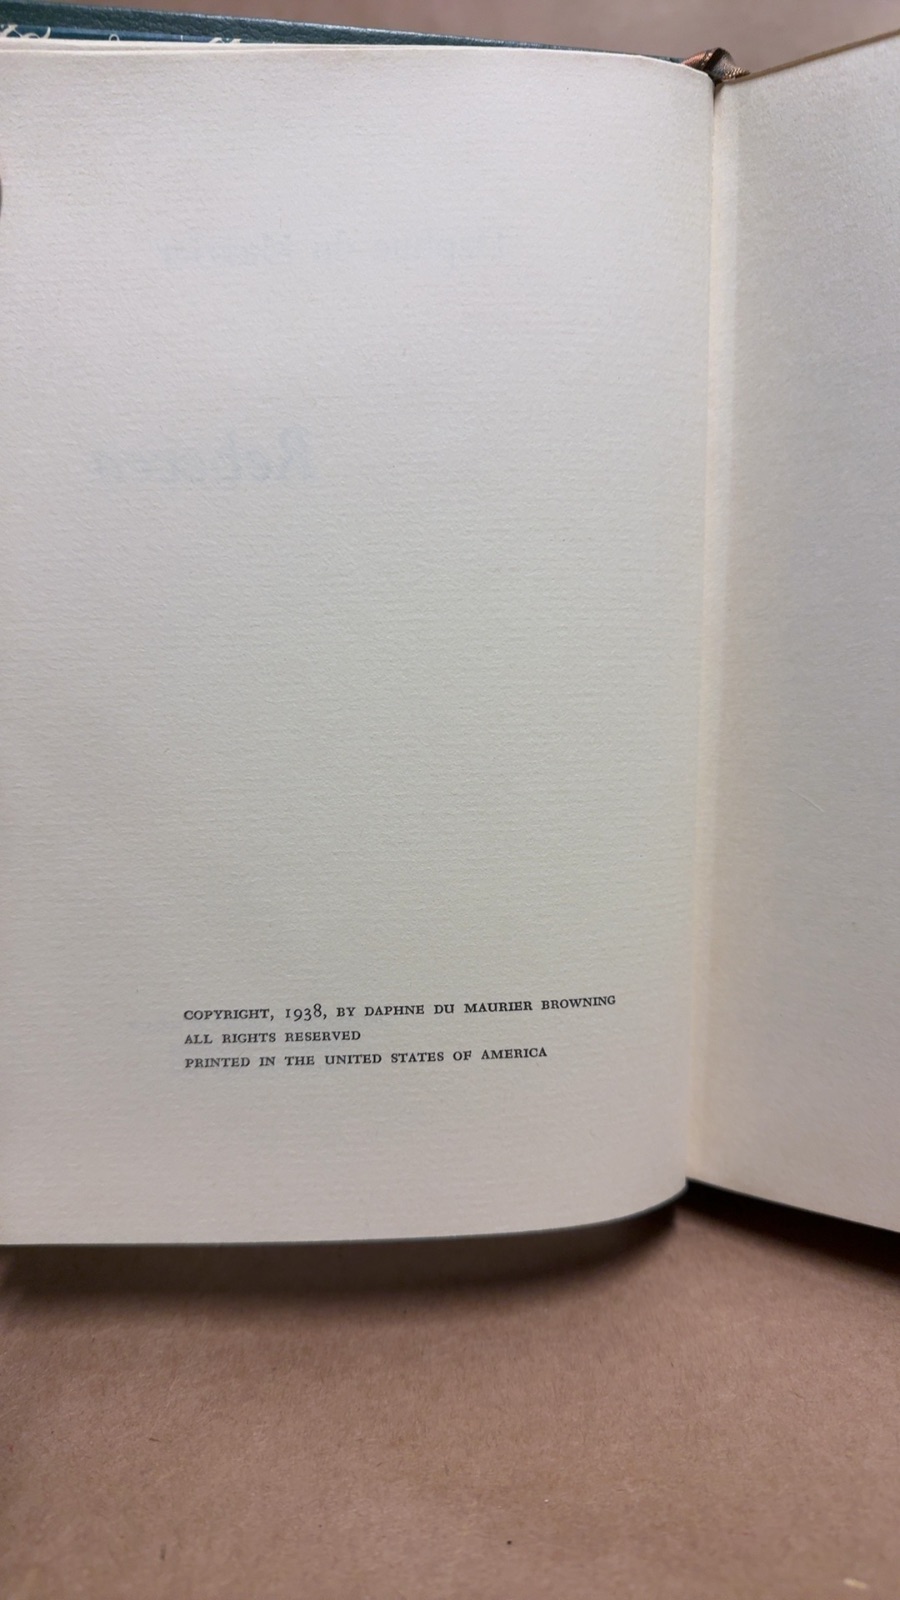 COPYRIGHT, 1938, BY DAPHNE DU MAURIER BROWNING
ALL RIGHTS RESERVED
PRINTED IN THE UNITED STATES OF AMERICA